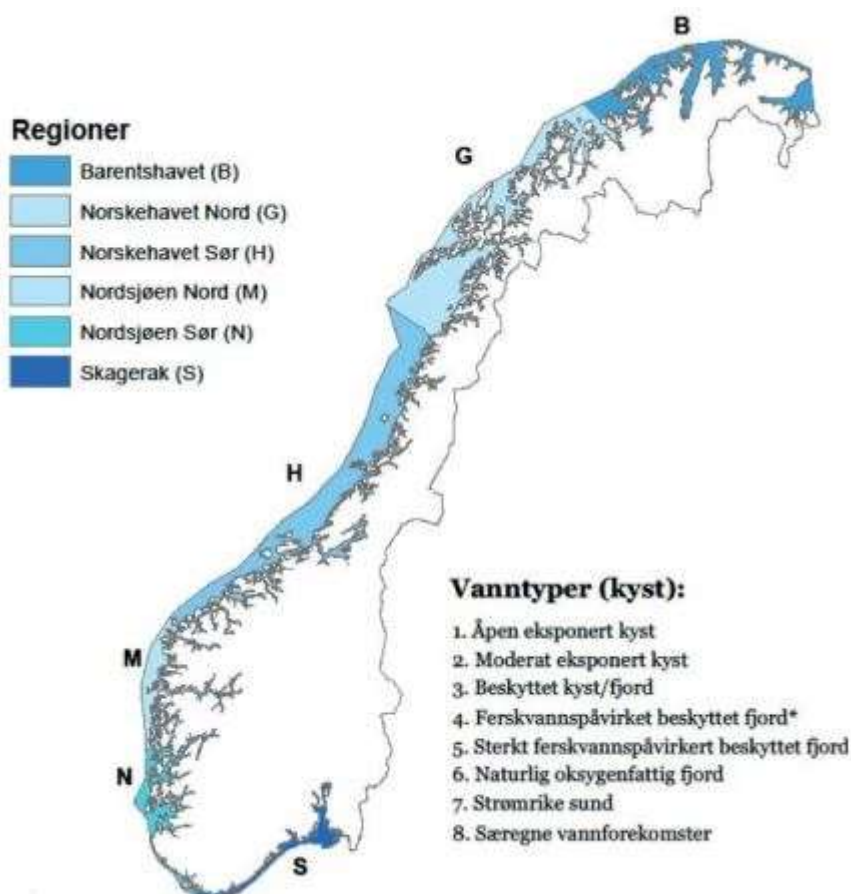 B
G
H
M
N
S
Regioner
Barentshavet (B)
Norskehavet Nord (G)
Norskehavet Sør (H)
Nordsjøen Nord (M)
Nordsjøen Sør (N)
Skagerak (S)
Vanntyper (kyst):
1. Åpen eksponert kyst
2. Moderat eksponert kyst
3. Beskyttet kyst/fjord
4. Ferskvannspåvirket beskyttet fjord*
5. Sterkt ferskvannspåvirkert beskyttet fjord
6. Naturlig oksygenfattig fjord
7. Strømrike sund
8. Særegne vannforekomster